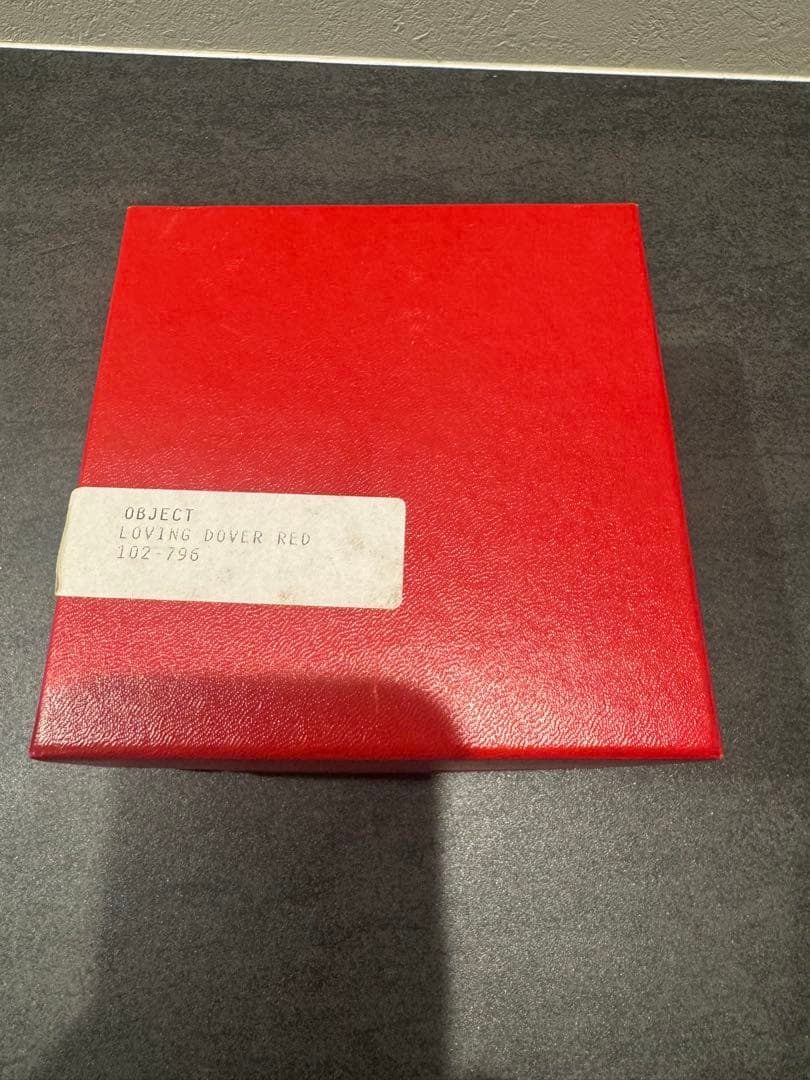 OBJECT
LOVING DOVER RED
102-796